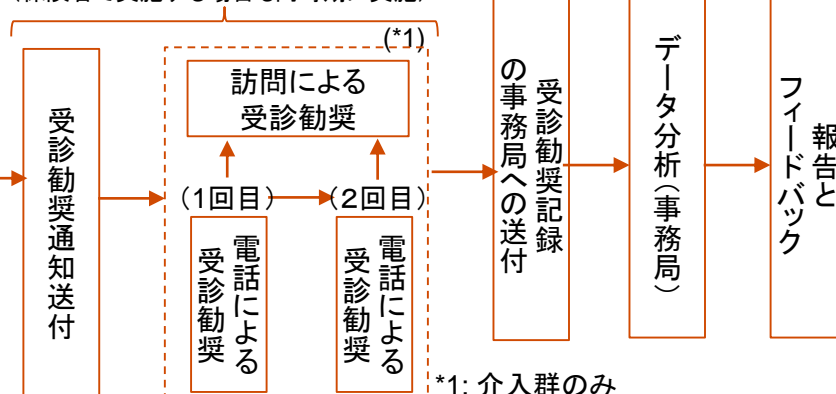 受診勧奨通知送付
(*1)
訪問による
受診勧奨
(1回目)
(2回目)
電話による
受診勧奨
電話による
受診勧奨
受診勧奨記録
の事務局への送付
データ分析(事務局)
報告と
フィードバック
*1: 介入群のみ